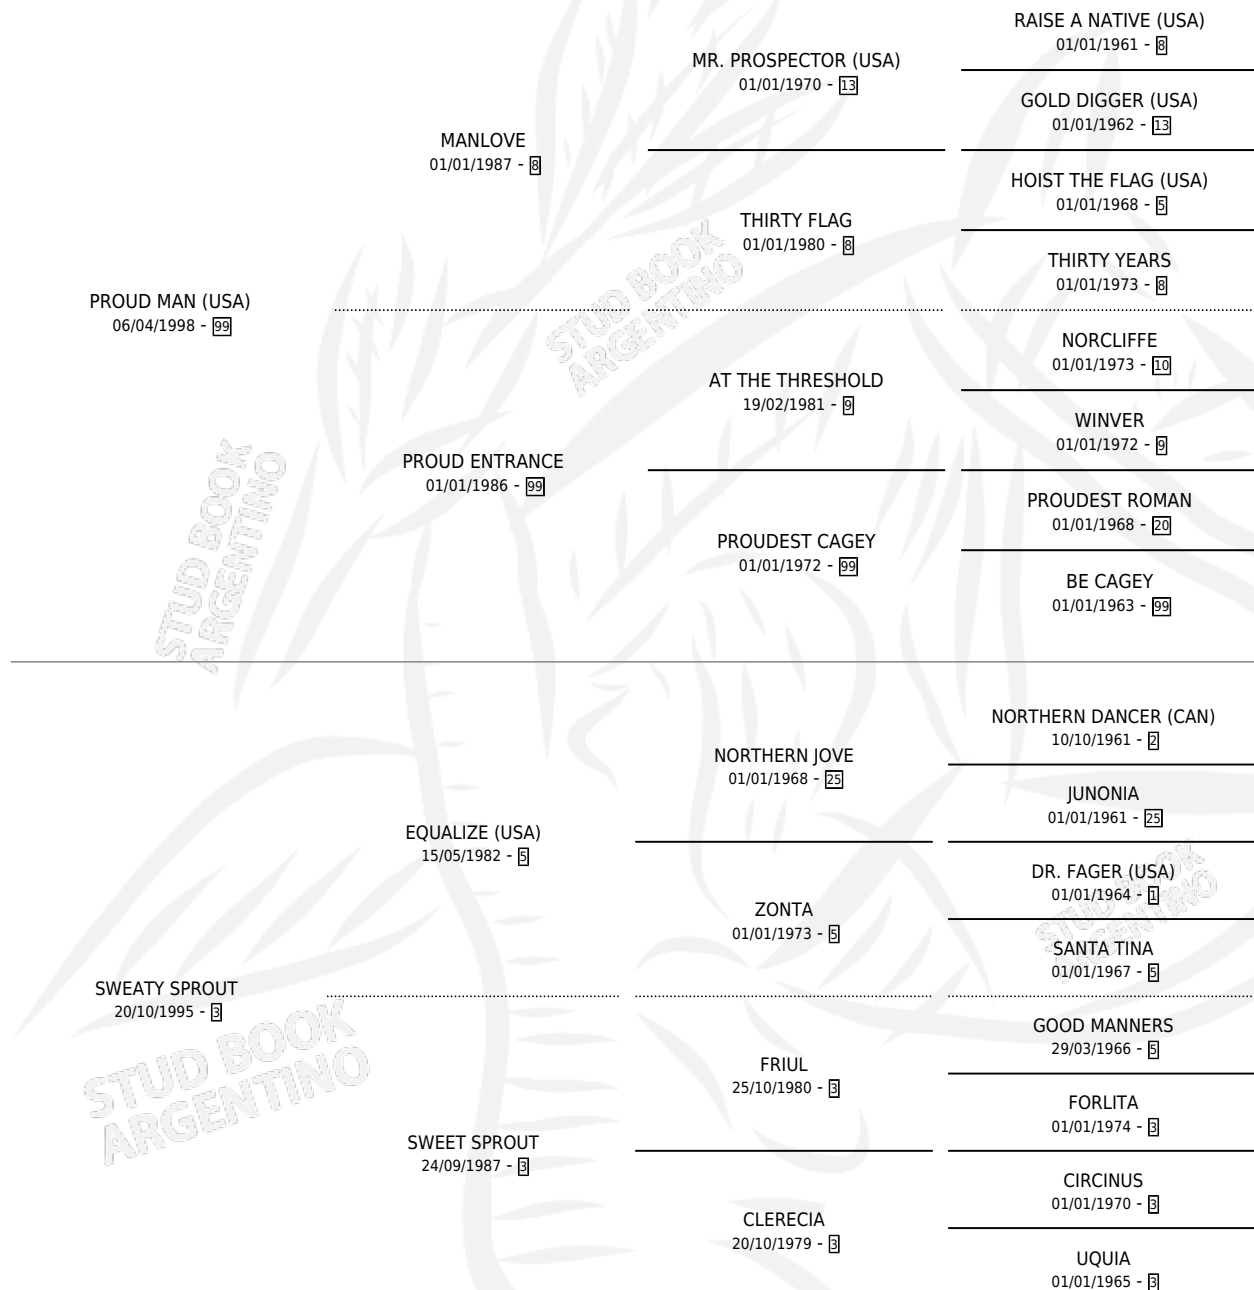 RAISE A NATIVE (USA)
01/01/1961 - 8
MR. PROSPECTOR (USA)
01/01/1970 - 13
GOLD DIGGER (USA)
01/01/1962 - 13
MANLOVE
01/01/1987 - 8
HOIST THE FLAG (USA)
01/01/1968 - 5
THIRTY FLAG
01/01/1980 - 8
THIRTY YEARS
01/01/1973 - 8
PROUD MAN (USA)
06/04/1998 - 99
STUD BOOK
ARGENTINO
NORCLIFFE
01/01/1973 - 10
AT THE THRESHOLD
19/02/1981 - 9
WINVER
01/01/1972 - 9
PROUD ENTRANCE
01/01/1986 - 99
PROUDEST ROMAN
01/01/1968 - 20
PROUDEST CAGEY
01/01/1972 - 99
BE CAGEY
01/01/1963 - 99
STUD BOOK
ARGENTINO
NORTHERN DANCER (CAN)
10/10/1961 - 2
NORTHERN JOVE
01/01/1968 - 25
JUNONIA
01/01/1961 - 25
EQUALIZE (USA)
15/05/1982 - 5
DR. FAGER (USA)
01/01/1964 - 1
ZONTA
01/01/1973 - 5
STUD BOOK
ARGENTINO
SANTA TINA
01/01/1967 - 5
SWEATY SPROUT
20/10/1995 - 3
STUD BOOK
ARGENTINO
GOOD MANNERS
29/03/1966 - 5
FRIUL
25/10/1980 - 3
FORLITA
01/01/1974 - 3
SWEET SPROUT
24/09/1987 - 3
CIRCINUS
01/01/1970 - 3
CLERECIA
20/10/1979 - 3
UQUIA
01/01/1965 - 3